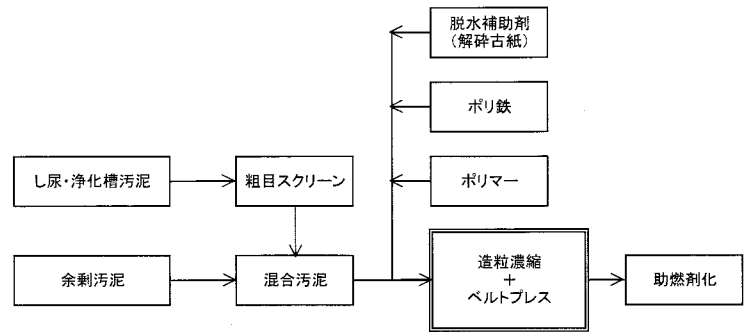 脱水補助剤
（解砕古紙）
ポリ鉄
し尿・浄化槽汚泥
粗目スクリーン
ポリマー
余剰汚泥
混合汚泥
造粒濃縮
＋
ベルトプレス
助燃剤化